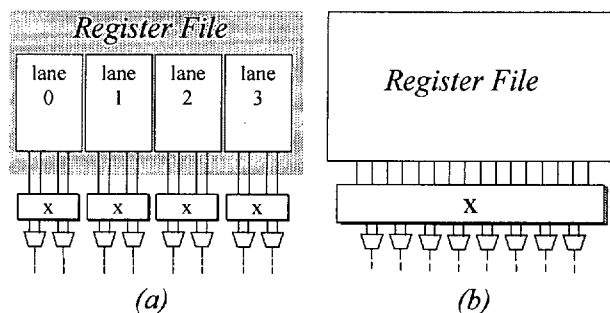 Register File
lane lane lane lane
0 1 2 3
X X X X
(a)
Register File
X
(b)